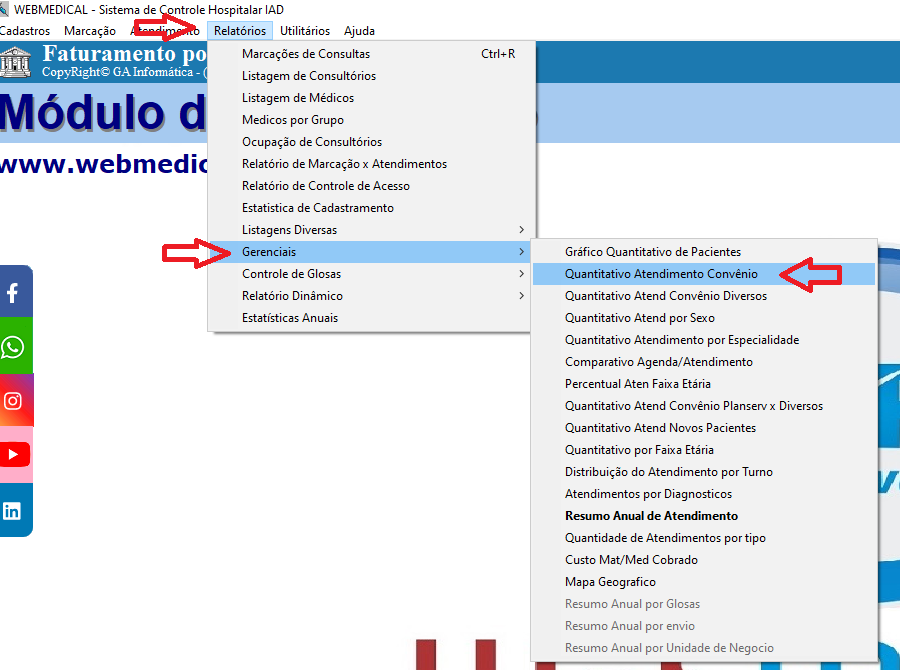 WEBMEDICAL - Sistema de Controle Hospitalar IAD
Cadastros Marcação Atendimento Relatórios Utilitários Ajuda
Faturamento po
CopyRight© GA Informática - (
Módulo d
www.webmedic
Marcações de Consultas Ctrl+R
Listagem de Consultórios
Listagem de Médicos
Medicos por Grupo
Ocupação de Consultórios
Relatório de Marcação x Atendimentos
Relatório de Controle de Acesso
Estatistica de Cadastramento
Listagens Diversas
Gerenciais
Controle de Glosas
Relatório Dinâmico
Estatísticas Anuais
Gráfico Quantitativo de Pacientes
Quantitativo Atendimento Convênio
Quantitativo Atend Convênio Diversos
Quantitativo Atend por Sexo
Quantitativo Atendimento por Especialidade
Comparativo Agenda/Atendimento
Percentual Aten Faixa Etária
Quantitativo Atend Convênio Planserv x Diversos
Quantitativo Atend Novos Pacientes
Quantitativo por Faixa Etária
Distribuição do Atendimento por Turno
Atendimentos por Diagnosticos
Resumo Anual de Atendimento
Quantidade de Atendimentos por tipo
Custo Mat/Med Cobrado
Mapa Geografico
Resumo Anual por Glosas
Resumo Anual por envio
Resumo Anual por Unidade de Negocio